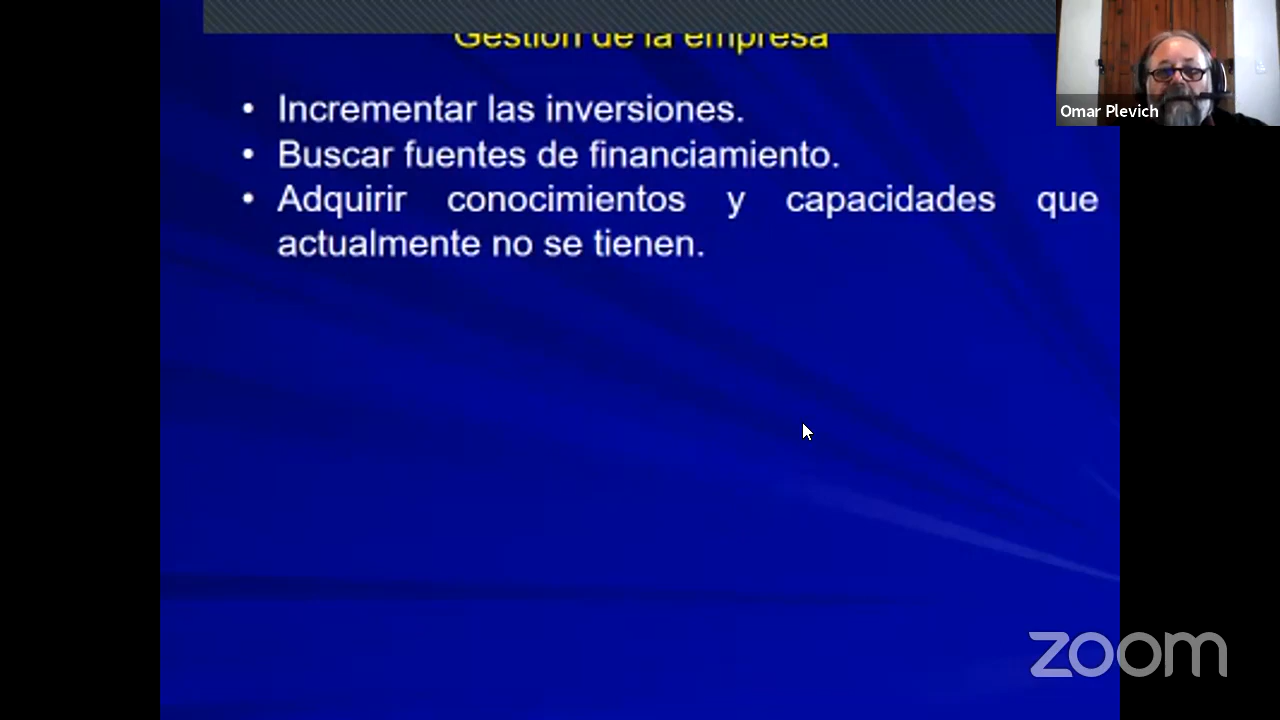 Gestión de la empresa
Omar Plevich
• Incrementar las inversiones.
• Buscar fuentes de financiamiento.
• Adquirir conocimientos y capacidades que
actualmente no se tienen.
zoom